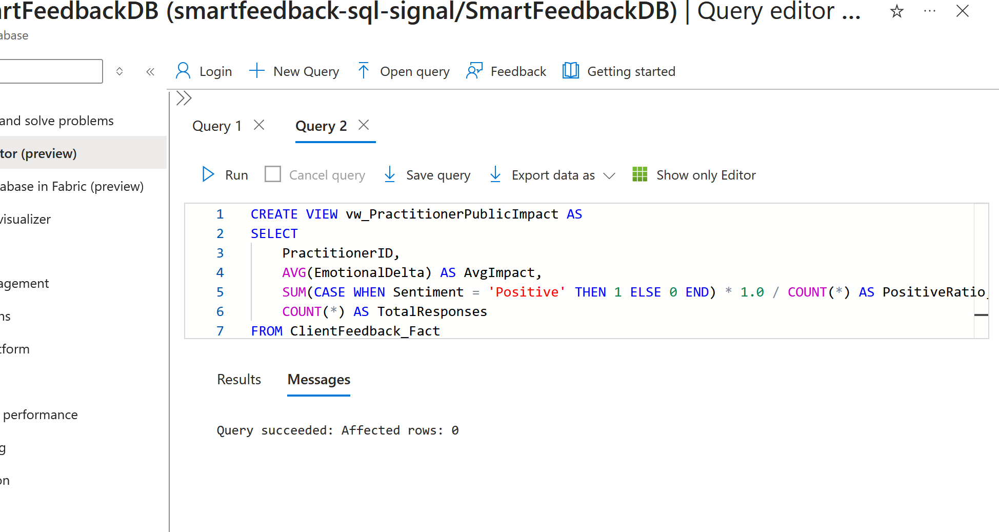 rtFeedbackDB (smartfeedback-sql-signal/SmartFeedbackDB) | Query editor ...
abase
Login
New Query
Open query
Feedback
Getting started
and solve problems
tor (preview)
abase in Fabric (preview)
visualizer
agement
ns
tform
performance
g
on
Query 1
Query 2
Run
Cancel query
Save query
Export data as
Show only Editor
1 CREATE VIEW vw_PractitionerPublicImpact AS
2 SELECT
3 PractitionerID,
4 AVG(EmotionalDelta) AS AvgImpact,
5 SUM(CASE WHEN Sentiment = 'Positive' THEN 1 ELSE 0 END) * 1.0 / COUNT(*) AS PositiveRatio,
6 COUNT(*) AS TotalResponses
7 FROM ClientFeedback_Fact
Results
Messages
Query succeeded: Affected rows: 0